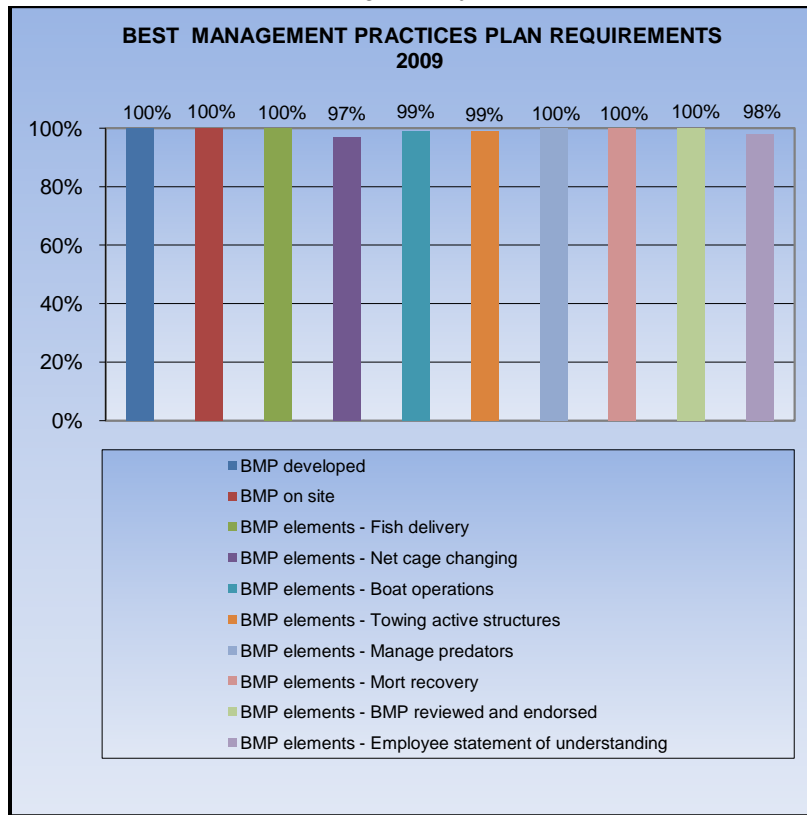 BEST MANAGEMENT PRACTICES PLAN REQUIREMENTS
2009
100% 100% 100% 97% 99% 99% 100% 100% 100% 98%
100%
80%
60%
40%
20%
0%
BMP developed
BMP on site
BMP elements - Fish delivery
BMP elements - Net cage changing
BMP elements - Boat operations
BMP elements - Towing active structures
BMP elements - Manage predators
BMP elements - Mort recovery
BMP elements - BMP reviewed and endorsed
BMP elements - Employee statement of understanding